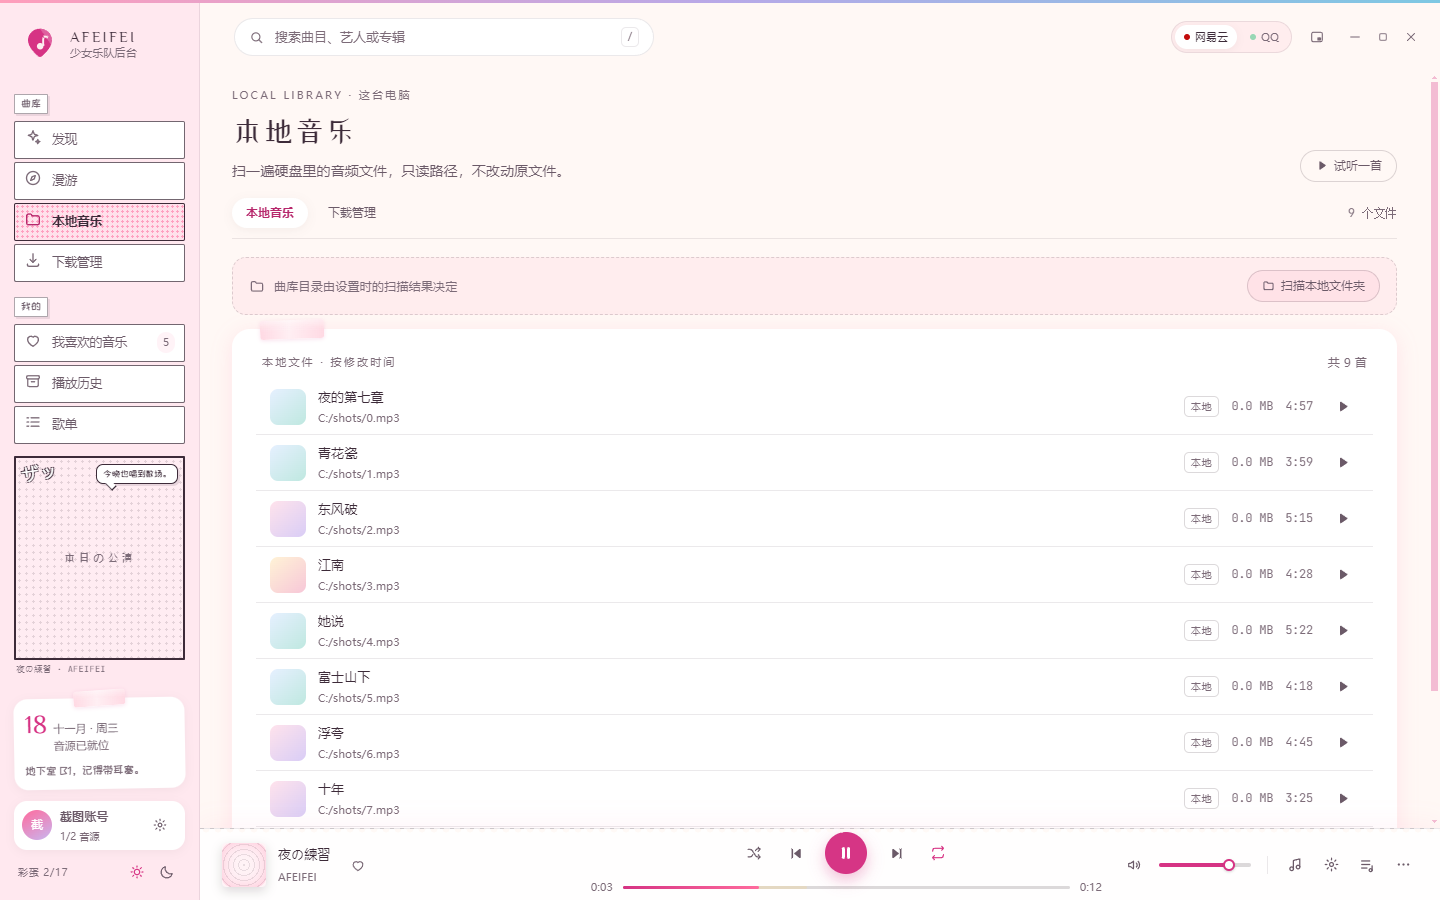 AFEIFEI
少女乐队后台
搜索曲目、艺人或专辑
/
网易云
QQ
曲库
发现
漫游
本地音乐
下载管理
我的
我喜欢的音乐
5
播放历史
歌单
ザッ
今晚也唱到散场。
本日の公演
夜の練習 · AFEIFEI
18
十一月 · 周三
音源已就位
地下室 B1，记得带耳塞。
截
截图账号
1/2 音源
彩蛋 2/17
LOCAL LIBRARY · 这台电脑
本地音乐
扫一遍硬盘里的音频文件，只读路径，不改动原文件。
试听一首
本地音乐
下载管理
9 个文件
曲库目录由设置时的扫描结果决定
扫描本地文件夹
本地文件 · 按修改时间
共 9 首
夜的第七章
C:/shots/0.mp3
本地 0.0 MB 4:57
青花瓷
C:/shots/1.mp3
本地 0.0 MB 3:59
东风破
C:/shots/2.mp3
本地 0.0 MB 5:15
江南
C:/shots/3.mp3
本地 0.0 MB 4:28
她说
C:/shots/4.mp3
本地 0.0 MB 5:22
富士山下
C:/shots/5.mp3
本地 0.0 MB 4:18
浮夸
C:/shots/6.mp3
本地 0.0 MB 4:45
十年
C:/shots/7.mp3
本地 0.0 MB 3:25
夜の練習
AFEIFEI
0:03
0:12